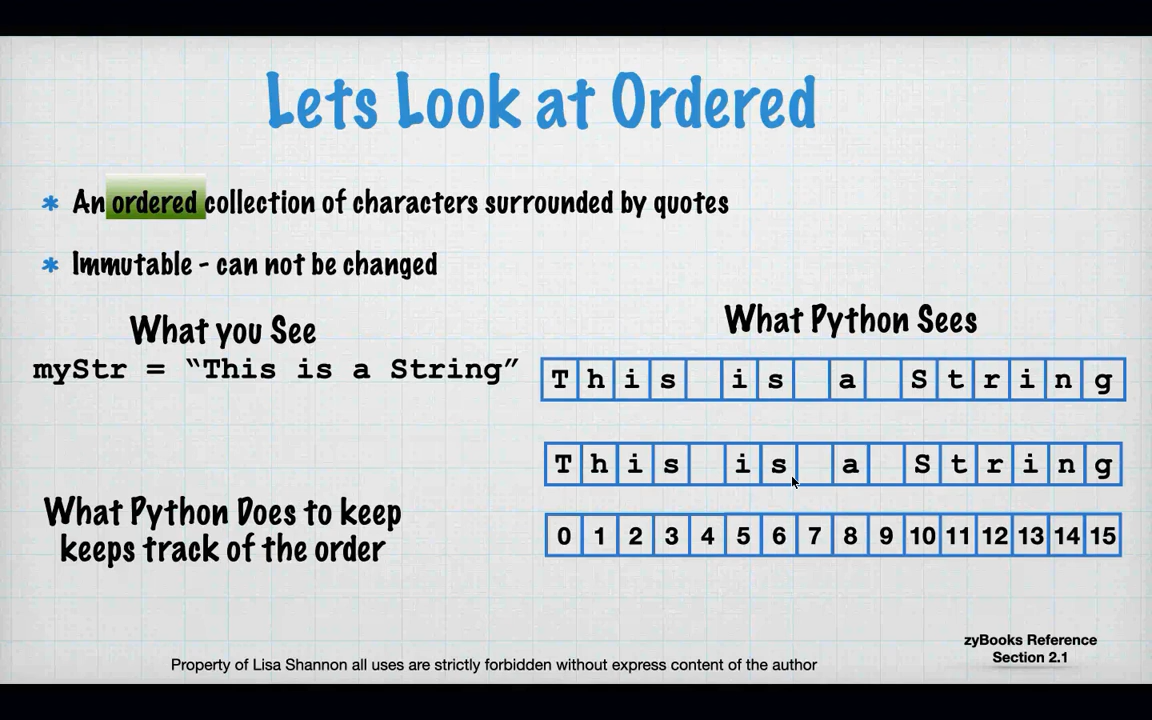 Lets Look at Ordered
* An ordered collection of characters surrounded by quotes
* Immutable - can not be changed
What you See
myStr = “This is a String”
What Python Sees
T h i s   i s   a   S t r i n g
T h i s   i s   a   S t r i n g
What Python Does to keep
keeps track of the order
0 1 2 3 4 5 6 7 8 9 10 11 12 13 14 15
zyBooks Reference
Section 2.1
Property of Lisa Shannon all uses are strictly forbidden without express content of the author